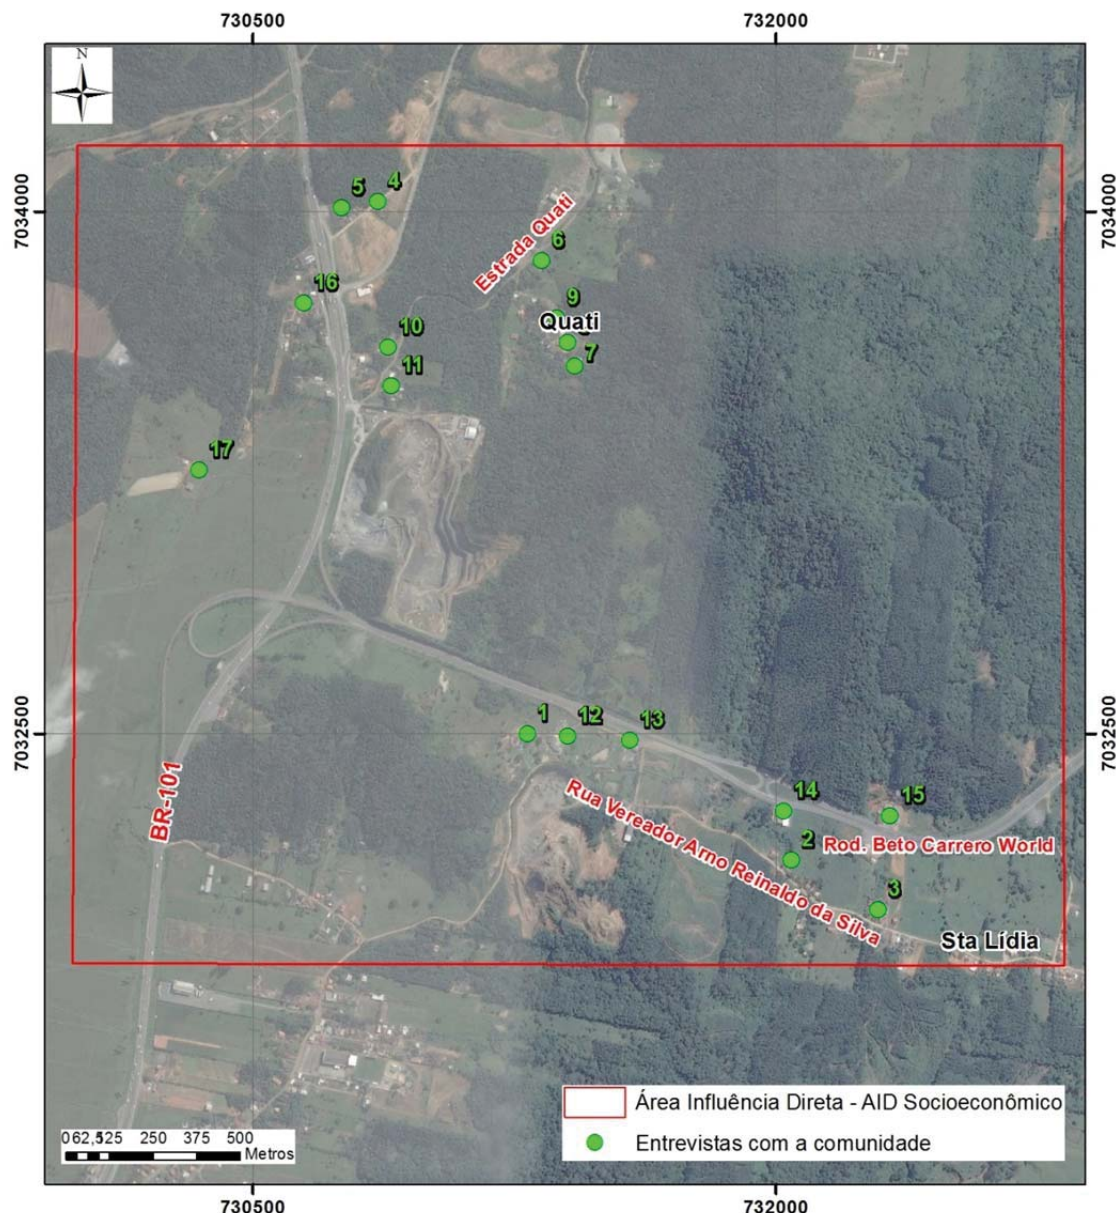 730500
732000
N
7034000
7034000
5
4
Estrada Quati
6
16
9
Quati
10
7
11
17
7032500
7032500
1
12
13
BR-101
Rua Vereador Arno Reinaldo da Silva
14
15
2
Rod. Beto Carrero World
3
Sta Lídia
Área Influência Direta - AID Socioeconômico
Entrevistas com a comunidade
0 62,5 125 250 375 500
Metros
730500
732000